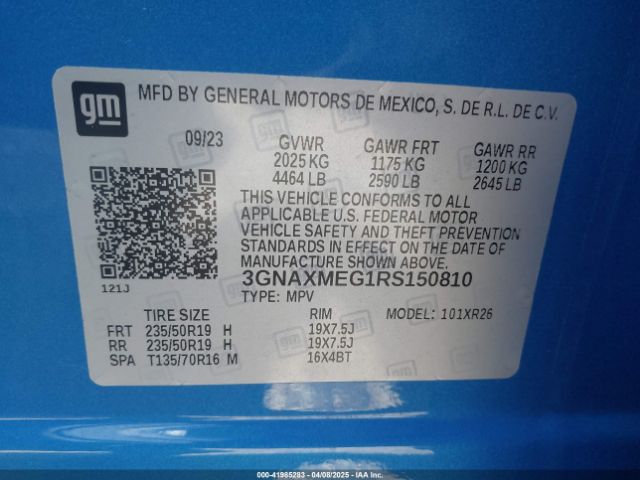 gm
MFD BY GENERAL MOTORS DE MEXICO, S. DE R.L. DE C.V.
09/23 GVWR GAWR FRT GAWR RR
2025 KG 1175 KG 1200 KG
4464 LB 2590 LB 2645 LB
THIS VEHICLE CONFORMS TO ALL
APPLICABLE U.S. FEDERAL MOTOR
VEHICLE SAFETY AND THEFT PREVENTION
STANDARDS IN EFFECT ON THE DATE OF
MANUFACTURE SHOWN ABOVE.
3GNAXMEG1RS150810
121J TYPE: MPV
TIRE SIZE RIM MODEL: 101XR26
FRT 235/50R19 H 19X7.5J
RR 235/50R19 H 19X7.5J
SPA T135/70R16 M 16X4BT
000-41985283 - 04/08/2025 - IAAI.COM